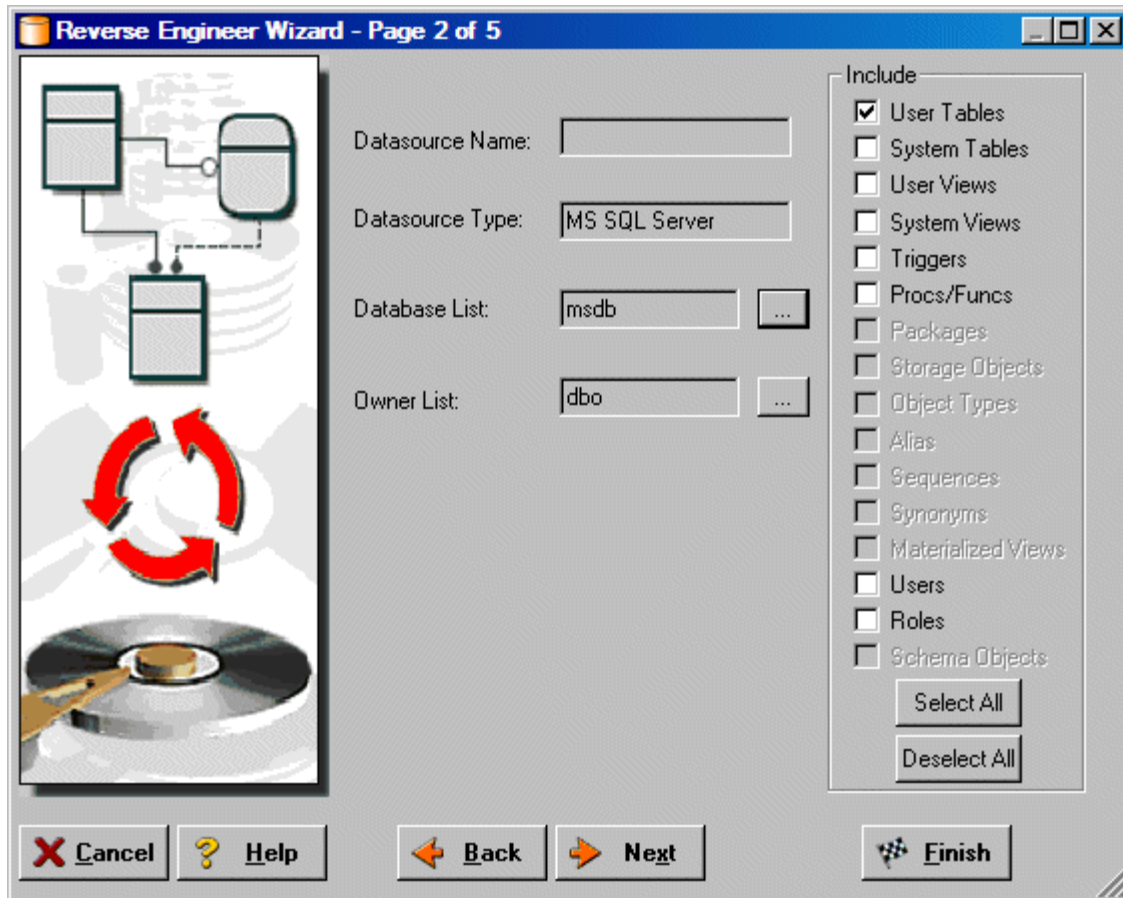 Reverse Engineer Wizard - Page 2 of 5
Datasource Name:
Datasource Type: MS SQL Server
Database List: msdb ...
Owner List: dbo ...
Include
User Tables
System Tables
User Views
System Views
Triggers
Procs/Funcs
Packages
Storage Objects
Object Types
Alias
Sequences
Synonyms
Materialized Views
Users
Roles
Schema Objects
Select All
Deselect All
Cancel ? Help Back Next Finish